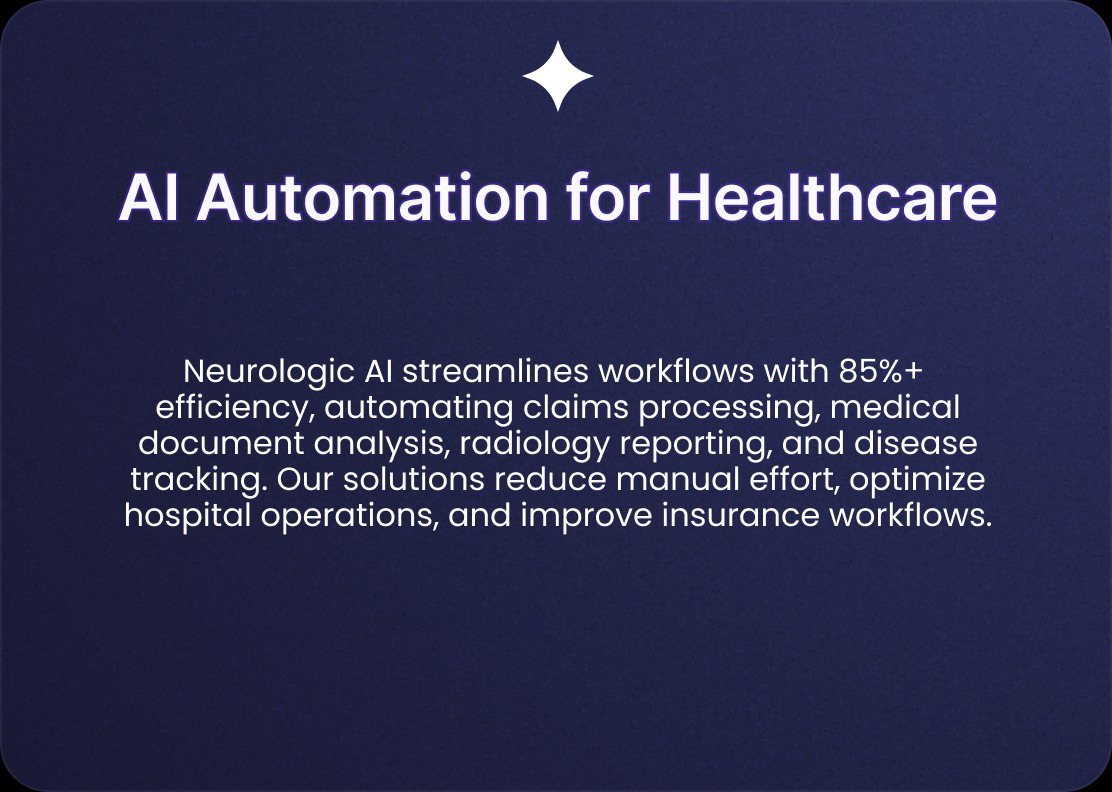 AI Automation for Healthcare
Neurologic AI streamlines workflows with 85%+
efficiency, automating claims processing, medical
document analysis, radiology reporting, and disease
tracking. Our solutions reduce manual effort, optimize
hospital operations, and improve insurance workflows.